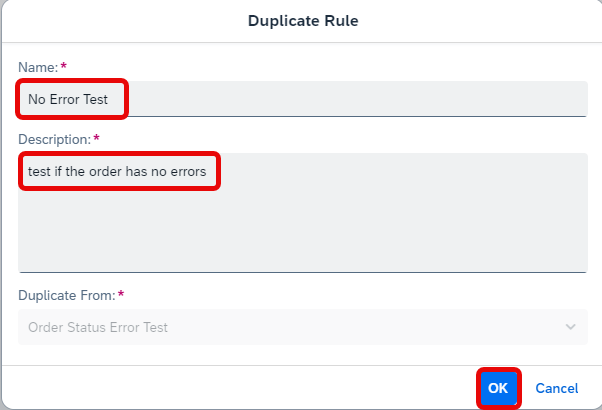 Duplicate Rule
Name:*
No Error Test
Description:*
test if the order has no errors
Duplicate From:*
Order Status Error Test
OK Cancel